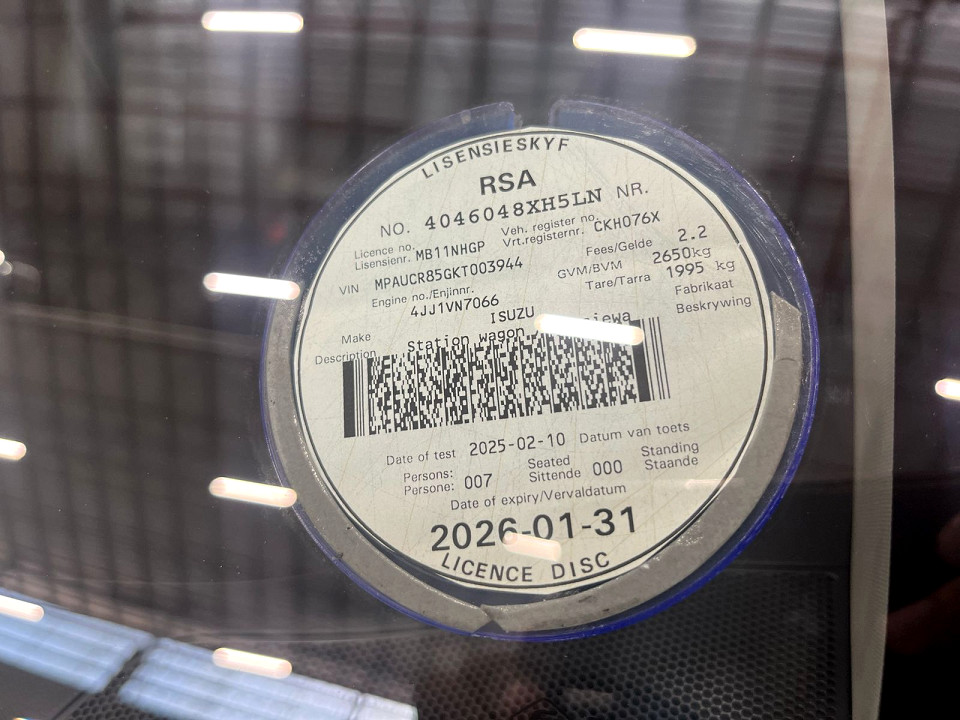 LISENSIESKYF
RSA
NO. 4046048XH5LN NR.
Licence no. Lisensienr. MB11NHGP Veh. register no. Vrt.registernr. CKH076X
VIN MPAUCR85GKT003944 Fees/Gelde 2.2
Engine no./Enjinnr. 4JJ1VN7066 GVM/BVM 2650kg
Tare/Tarra 1995 kg
Make ISUZU Fabrikaat
Description Station wagon Beskrywing
Date of test 2025-02-10 Datum van toets
Persons: Persone: 007 Seated Sittende 000 Standing Staande
Date of expiry/Vervaldatum
2026-01-31
LICENCE DISC